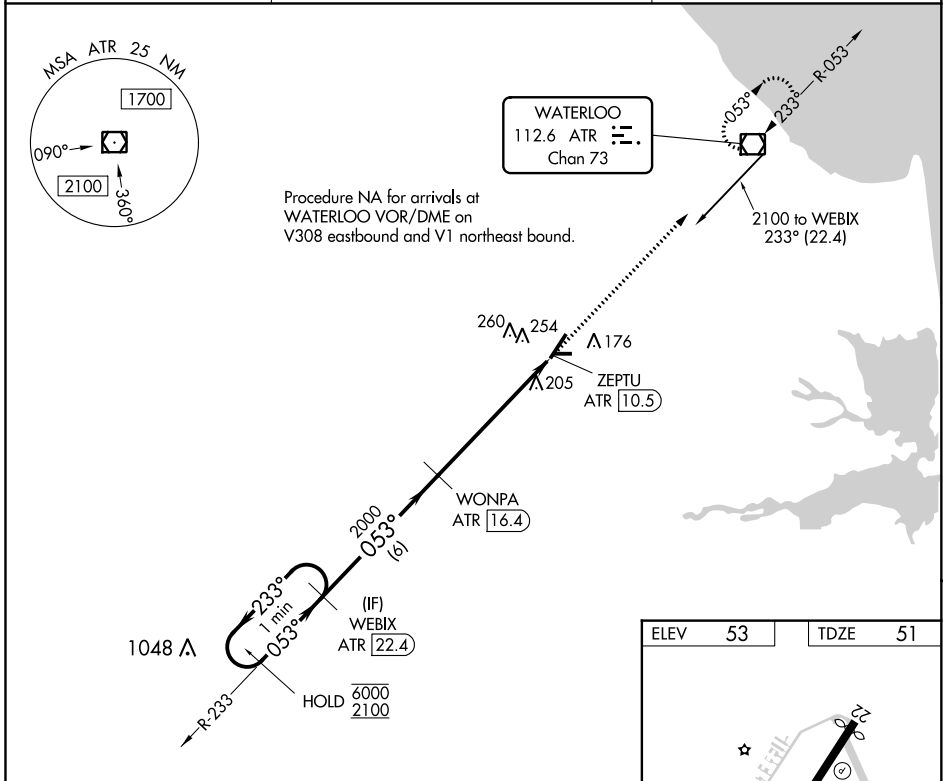 MSA ATR 25 NM
1700
090°
2100
360°
WATERLOO
112.6 ATR
Chan 73
053°
233°
R-053
2100 to WEBIX
233° (22.4)
Procedure NA for arrivals at
WATERLOO VOR/DME on
V308 eastbound and V1 northeast bound.
260
254
176
205
ZEPTU
ATR 10.5
WONPA
ATR 16.4
2000
053°
(6)
233°
1 min
053°
(IF)
WEBIX
ATR 22.4
1048
HOLD 6000
2100
R-233
ELEV 53
TDZE 51
22
P